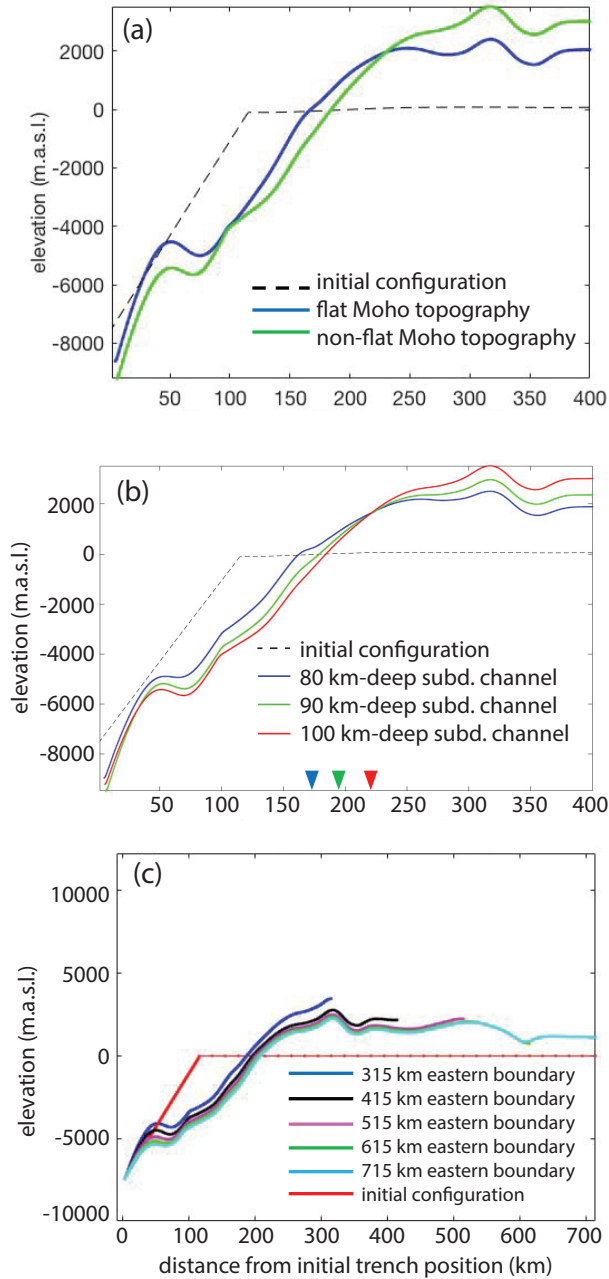 (a)
2000
0
-2000
-4000
-6000
-8000
elevation (m.a.s.l.)
initial configuration
flat Moho topography
non-flat Moho topography
50 100 150 200 250 300 350 400
(b)
2000
0
-2000
-4000
-6000
-8000
elevation (m.a.s.l.)
initial configuration
80 km-deep subd. channel
90 km-deep subd. channel
100 km-deep subd. channel
50 100 150 200 250 300 350 400
(c)
10000
5000
0
-5000
-10000
elevation (m.a.s.l.)
315 km eastern boundary
415 km eastern boundary
515 km eastern boundary
615 km eastern boundary
715 km eastern boundary
initial configuration
0 100 200 300 400 500 600 700
distance from initial trench position (km)